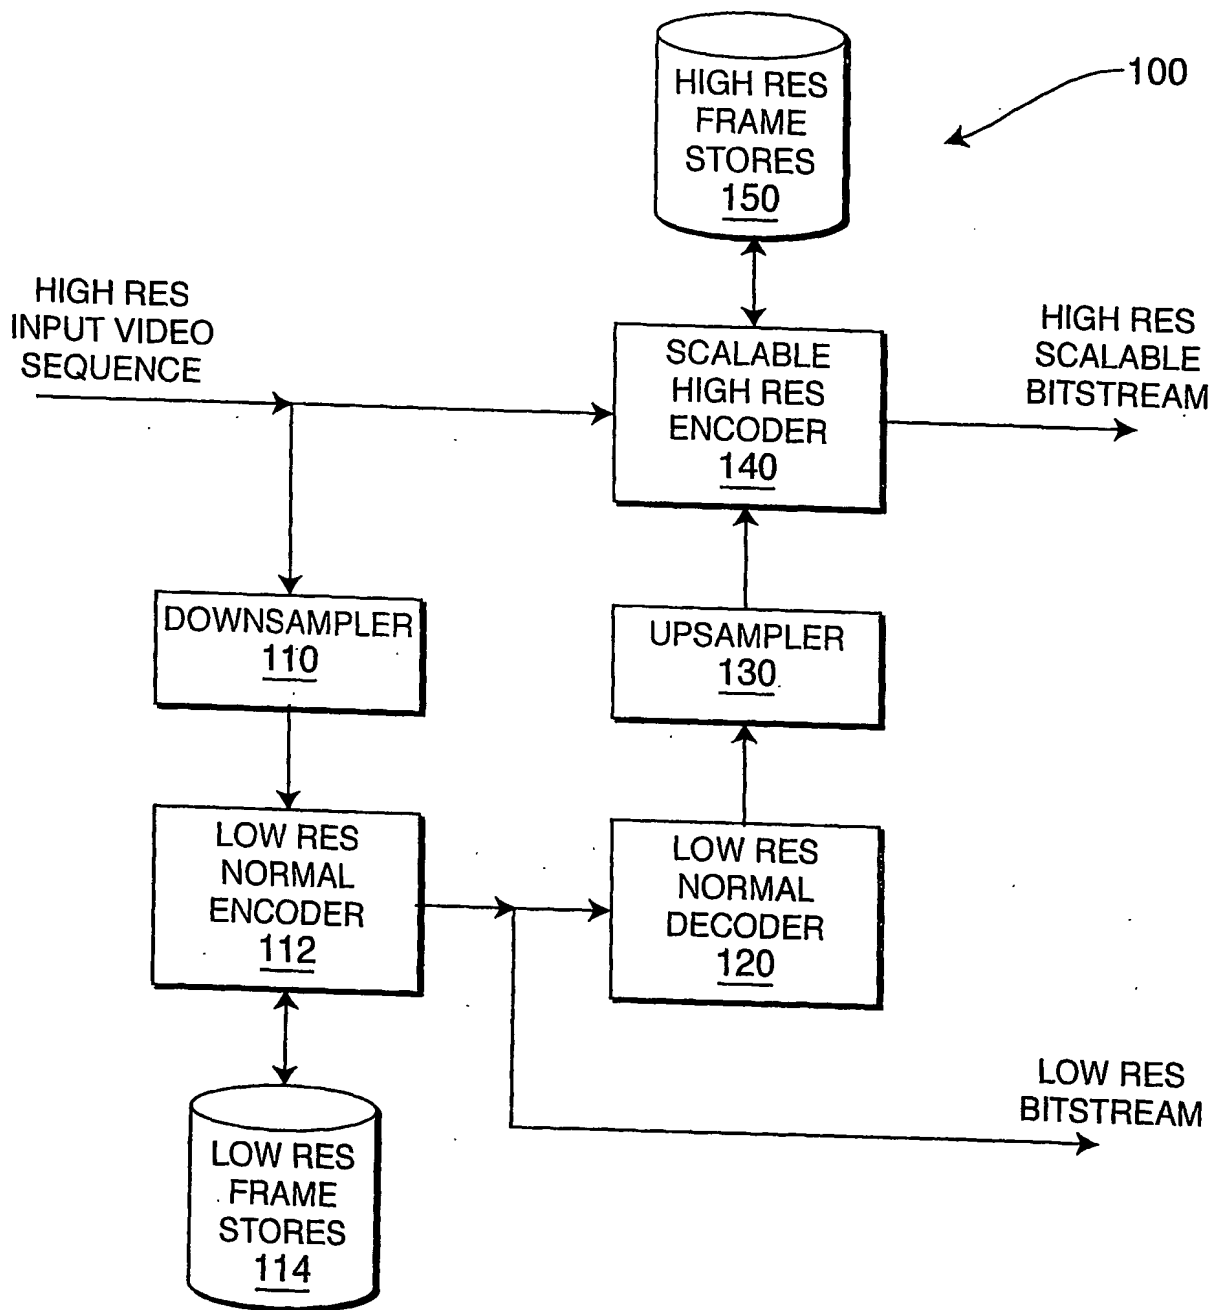 HIGH RES
FRAME
STORES
150
100
HIGH RES
INPUT VIDEO
SEQUENCE
SCALABLE
HIGH RES
ENCODER
140
HIGH RES
SCALABLE
BITSTREAM
DOWNSAMPLER
110
UPSAMPLER
130
LOW RES
NORMAL
ENCODER
112
LOW RES
NORMAL
DECODER
120
LOW RES
BITSTREAM
LOW RES
FRAME
STORES
114